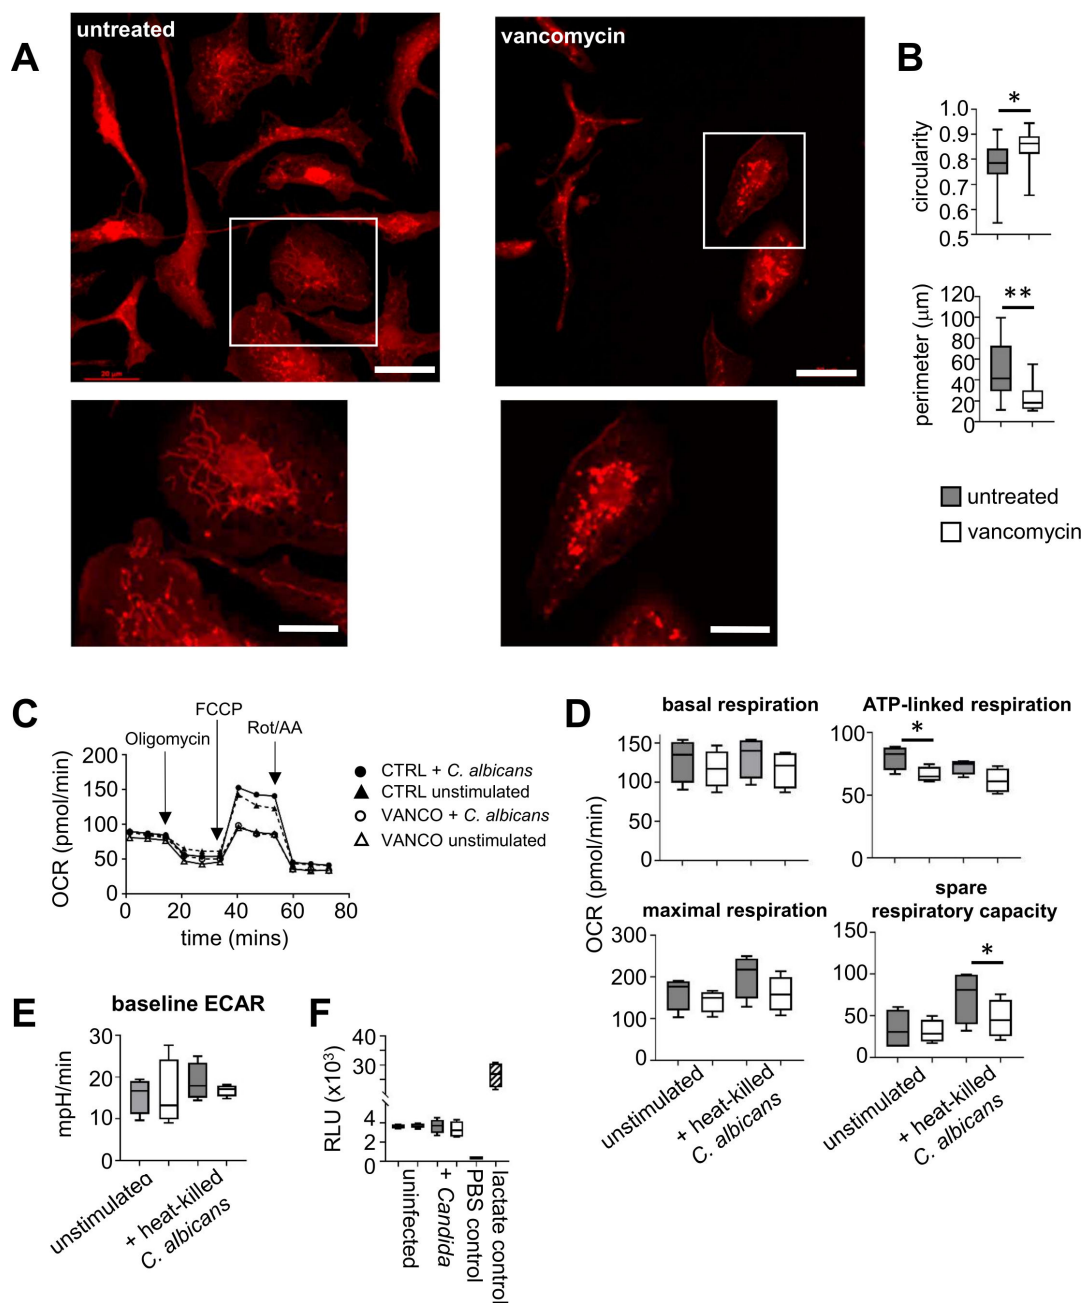 A
untreated
20 μm
vancomycin
B
circularity
1.0
0.9
0.8
0.7
0.6
0.5
*
perimeter (μm)
120
100
80
60
40
20
0
**
untreated
vancomycin
C
OCR (pmol/min)
200
150
100
50
0
Oligomycin
FCCP
Rot/AA
0 20 40 60 80
time (mins)
CTRL + C. albicans
CTRL unstimulated
VANCO + C. albicans
VANCO unstimulated
D
OCR (pmol/min)
basal respiration
150
100
50
0
ATP-linked respiration
100
50
0
*
maximal respiration
300
200
100
0
unstimulated
+ heat-killed
C. albicans
spare
respiratory capacity
150
100
50
0
*
unstimulated
+ heat-killed
C. albicans
E
baseline ECAR
mpH/min
30
20
10
0
unstimulated
+ heat-killed
C. albicans
F
RLU (x10³)
40
30
4
2
0
uninfected
+ Candida
PBS control
lactate control